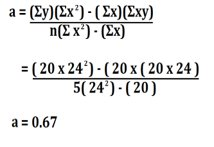 a = (Σy)(Σx²) - ( Σx)(Σxy)
n(Σ x²) - (Σx)
= ( 20 x 24²) - ( 20 x ( 20 x 24 )
5( 24²) - ( 20 )
a = 0.67